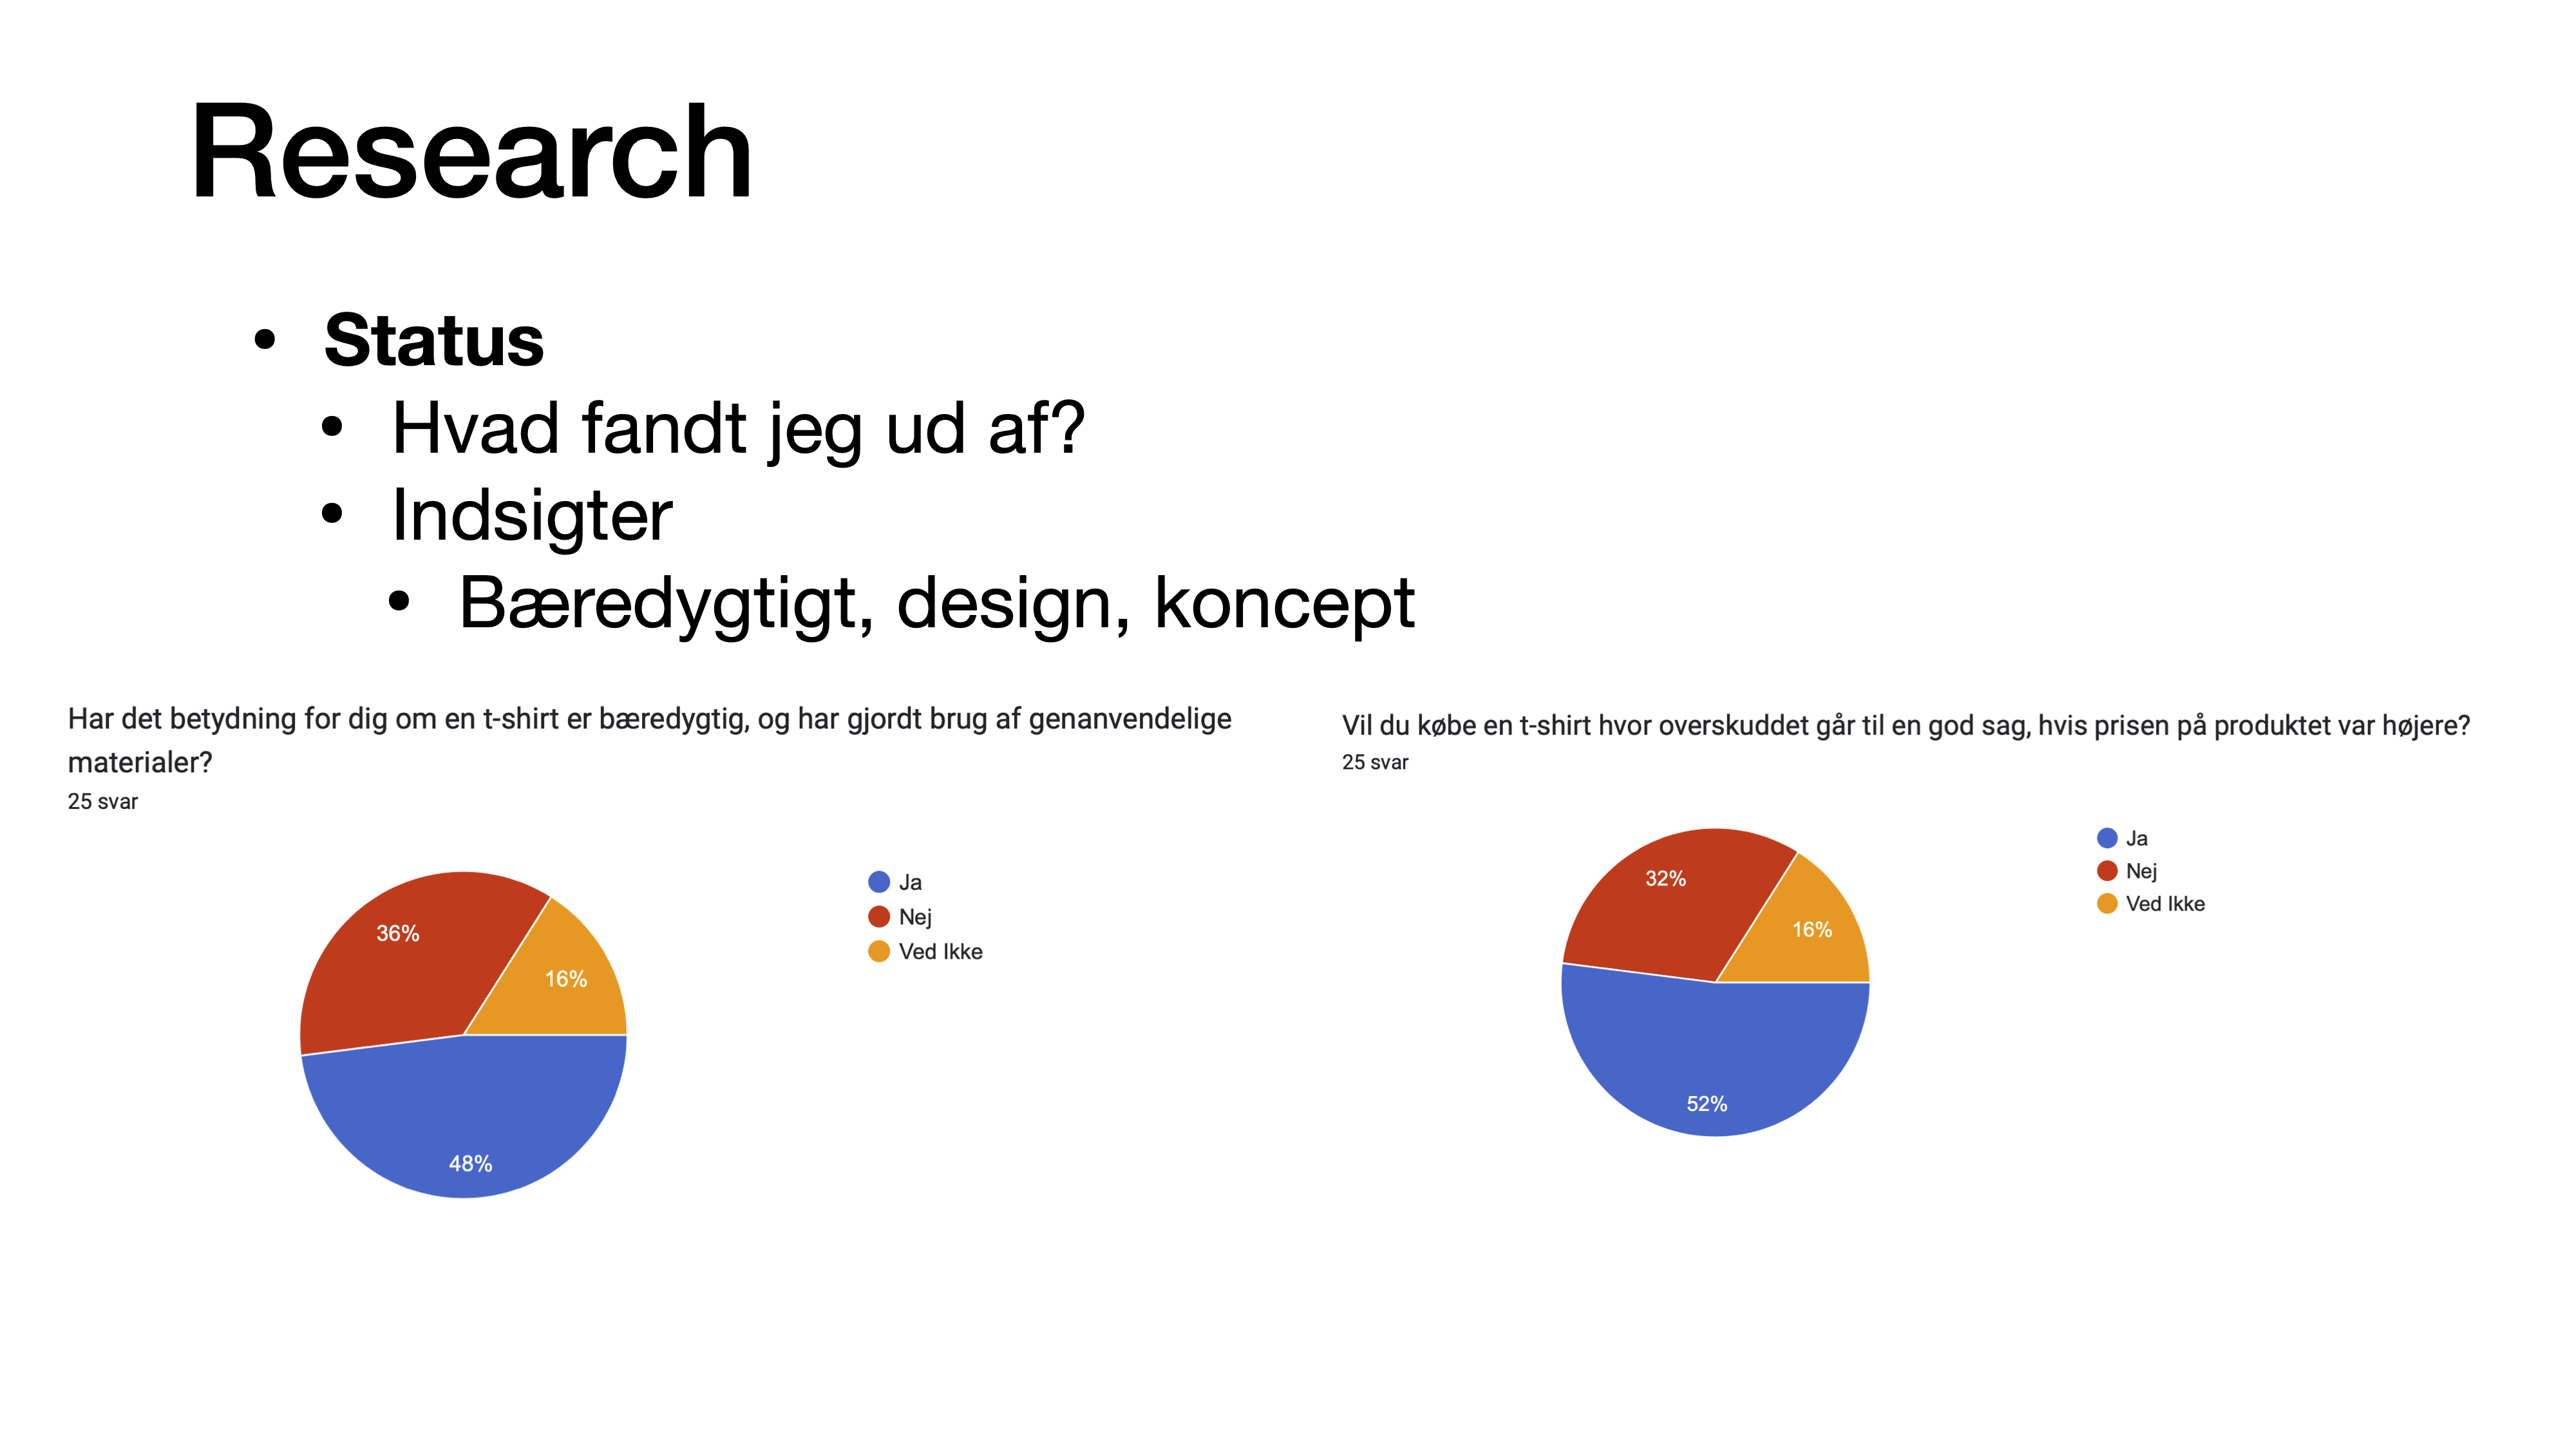 Research
• Status
• Hvad fandt jeg ud af?
• Indsigter
• Bæredygtigt, design, koncept
Har det betydning for dig om en t-shirt er bæredygtig, og har gjordt brug af genanvendelige
materialer?
25 svar
36%
16%
48%
Ja
Nej
Ved Ikke
Vil du købe en t-shirt hvor overskuddet går til en god sag, hvis prisen på produktet var højere?
25 svar
32%
16%
52%
Ja
Nej
Ved Ikke